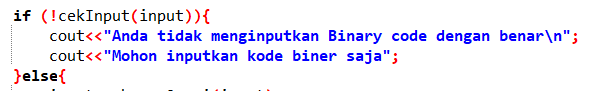 if (!cekInput(input)){
cout<<"Anda tidak menginputkan Binary code dengan benar\n";
cout<<"Mohon inputkan kode biner saja";
}else{